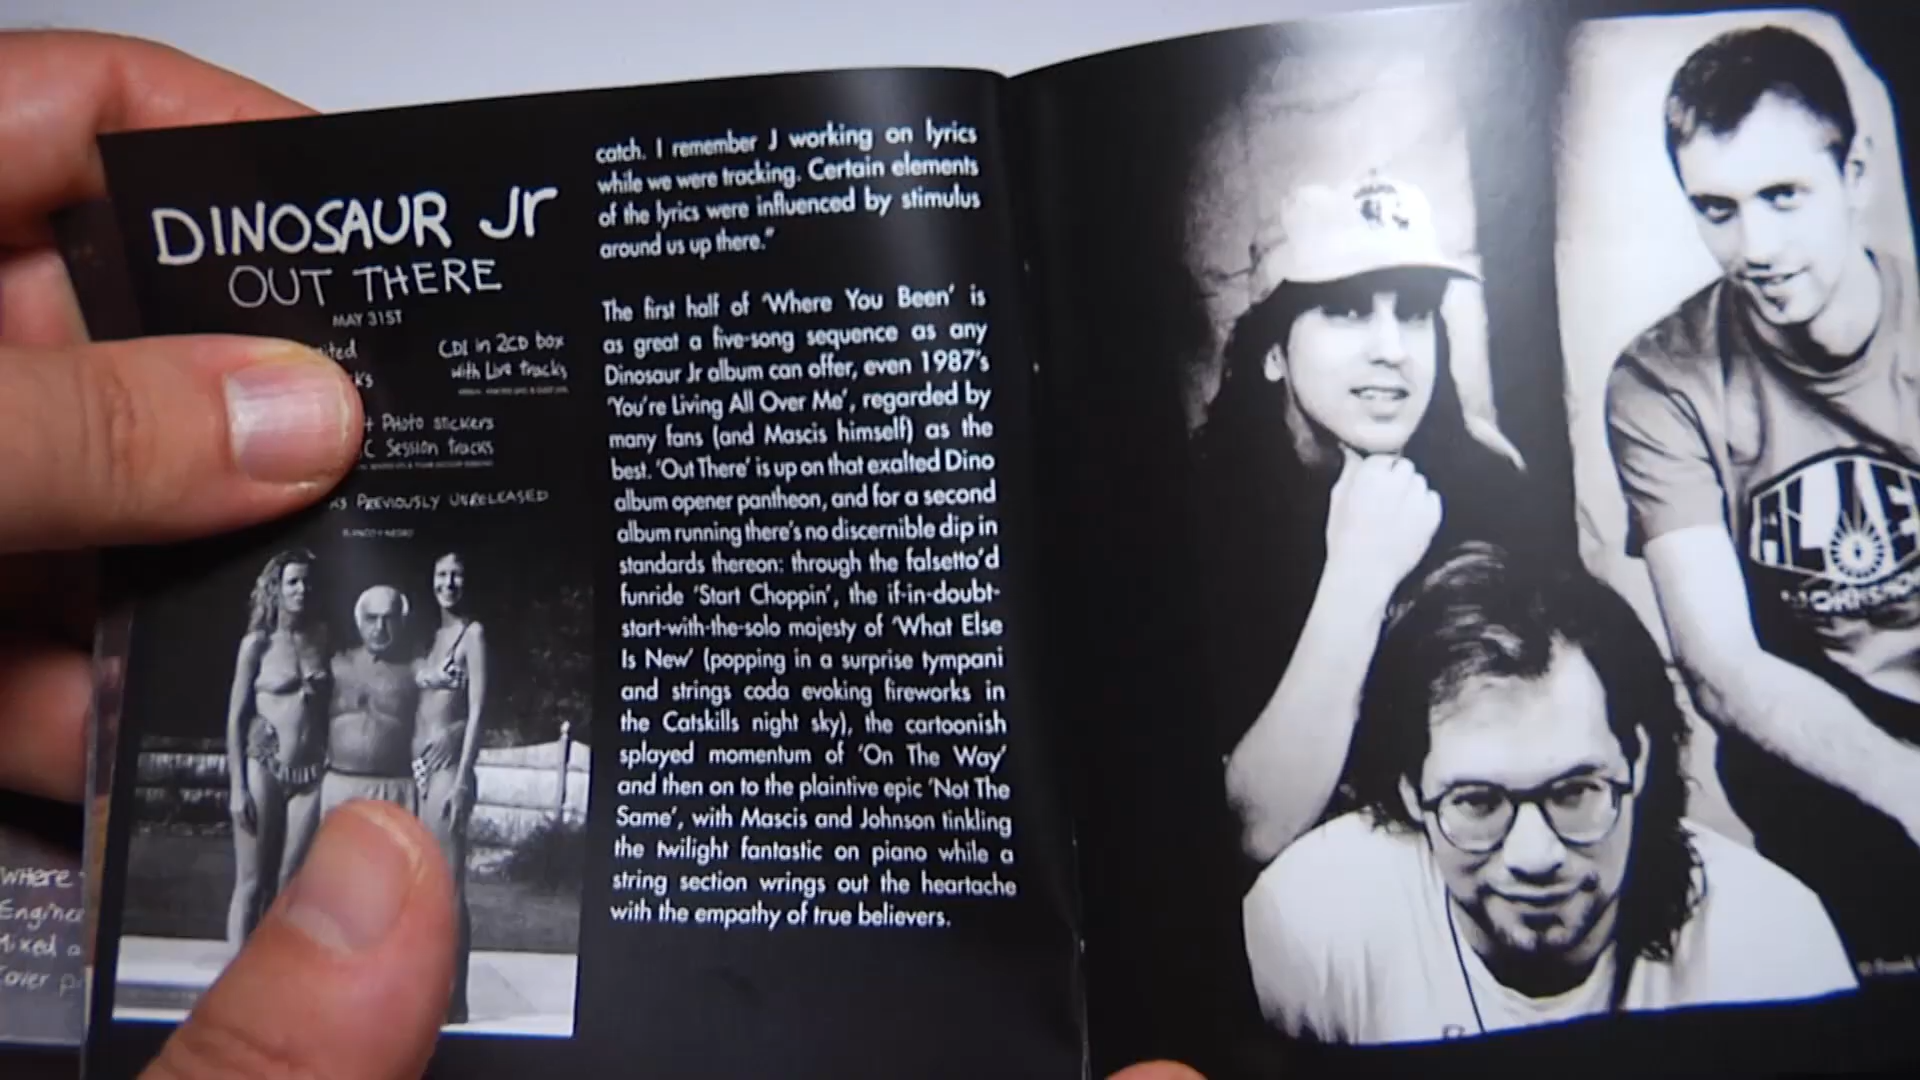 DINOSAUR Jr
OUT THERE
MAY 31ST
CD1 in 2CD box
with Live tracks
Photo stickers
Session tracks
PREVIOUSLY UNRELEASED
catch. I remember J working on lyrics
while we were tracking. Certain elements
of the lyrics were influenced by stimulus
around us up there."
The first half of 'Where You Been' is
as great a five-song sequence as any
Dinosaur Jr album can offer, even 1987's
'You're Living All Over Me', regarded by
many fans (and Mascis himself) as the
best. 'Out There' is up on that exalted Dino
album opener pantheon, and for a second
album running there's no discernible dip in
standards thereon: through the falsetto'd
funride 'Start Choppin', the if-in-doubt-
start-with-the-solo majesty of 'What Else
Is New' (popping in a surprise tympani
and strings coda evoking fireworks in
the Catskills night sky), the cartoonish
splayed momentum of 'On The Way'
and then on to the plaintive epic 'Not The
Same', with Mascis and Johnson tinkling
the twilight fantastic on piano while a
string section wrings out the heartache
with the empathy of true believers.
Where
Mixed